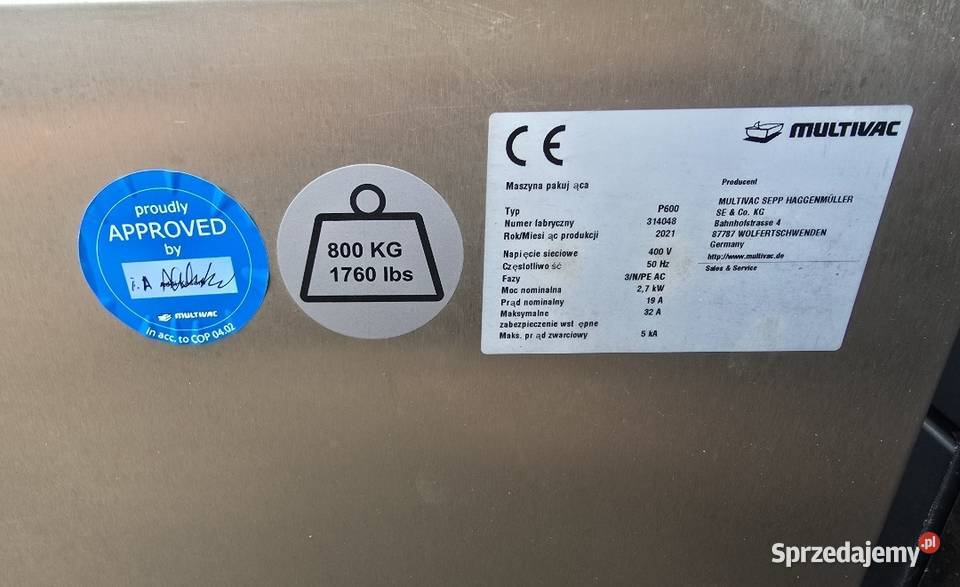 proudly
APPROVED
by
i.A
MULTIVAC
in acc. to COP 04.02
800 KG
1760 lbs
CE
MULTIVAC
Maszyna pakuj ąca
Typ P600
Numer fabryczny 314048
Rok/Miesi ąc produkcji 2021
Napięcie sieciowe 400 V
Częstotliwo ść 50 Hz
Fazy 3/N/PE AC
Moc nominalna 2,7 kW
Prąd nominalny 19 A
Maksymalne 32 A
zabezpieczenie wst ępne
Maks. pr ąd zwarciowy 5 kA
Producent
MULTIVAC SEPP HAGGENMÜLLER
SE & Co. KG
Bahnhofstrasse 4
87787 WOLFERTSCHWENDEN
Germany
http://www.multivac.de
Sales & Service
Sprzedajemy.pl